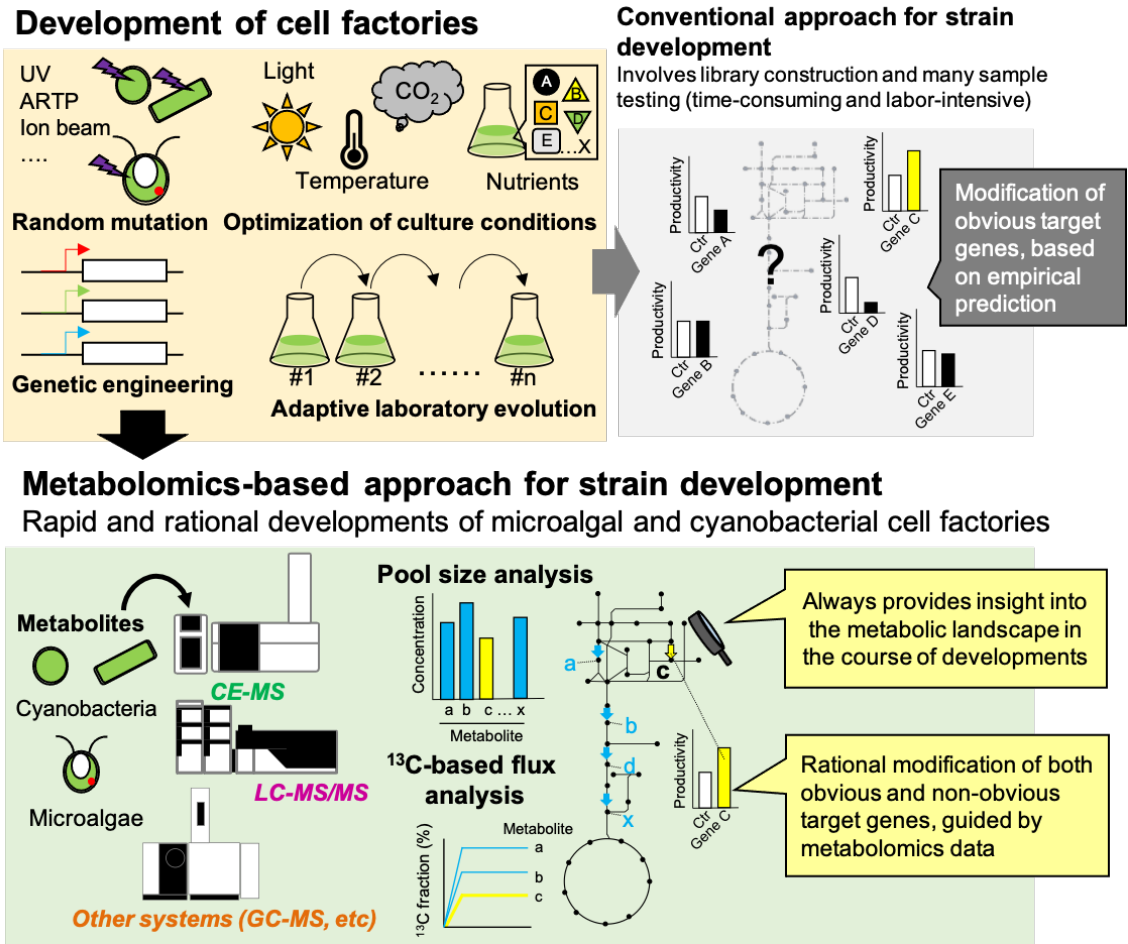 Development of cell factories
UV
ARTP
Ion beam
....
Random mutation
Light
CO2
Temperature
Nutrients
A
B
C
D
E
...X
Optimization of culture conditions
Genetic engineering
#1
#2
......
#n
Adaptive laboratory evolution
Conventional approach for strain
development
Involves library construction and many sample
testing (time-consuming and labor-intensive)
Productivity
Ctr
Gene A
Productivity
Ctr
Gene C
?
Productivity
Ctr
Gene B
Productivity
Ctr
Gene D
Productivity
Ctr
Gene E
Modification of
obvious target
genes, based
on empirical
prediction
Metabolomics-based approach for strain development
Rapid and rational developments of microalgal and cyanobacterial cell factories
Metabolites
Cyanobacteria
Microalgae
CE-MS
LC-MS/MS
Other systems (GC-MS, etc)
Pool size analysis
Concentration
a b c ... x
Metabolite
13C-based flux
analysis
13C fraction (%)
Metabolite
a
b
c
a
c
b
d
x
Productivity
Ctr
Gene C
Always provides insight into
the metabolic landscape in
the course of developments
Rational modification of both
obvious and non-obvious
target genes, guided by
metabolomics data